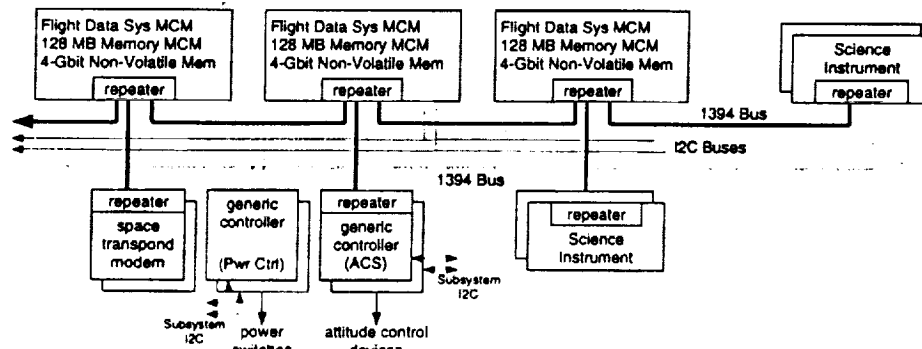 Flight Data Sys MCM
128 MB Memory MCM
4-Gbit Non-Volatile Mem
repeater
Flight Data Sys MCM
128 MB Memory MCM
4-Gbit Non-Volatile Mem
repeater
Flight Data Sys MCM
128 MB Memory MCM
4-Gbit Non-Volatile Mem
repeater
Science
Instrument
repeater
1394 Bus
I2C Buses
1394 Bus
repeater
space
transpond
modem
generic
controller
(Pwr Ctrl)
repeater
generic
controller
(ACS)
repeater
Science
Instrument
Subsystem
I2C
Subsystem
I2C
power
switches
attitude control
devices